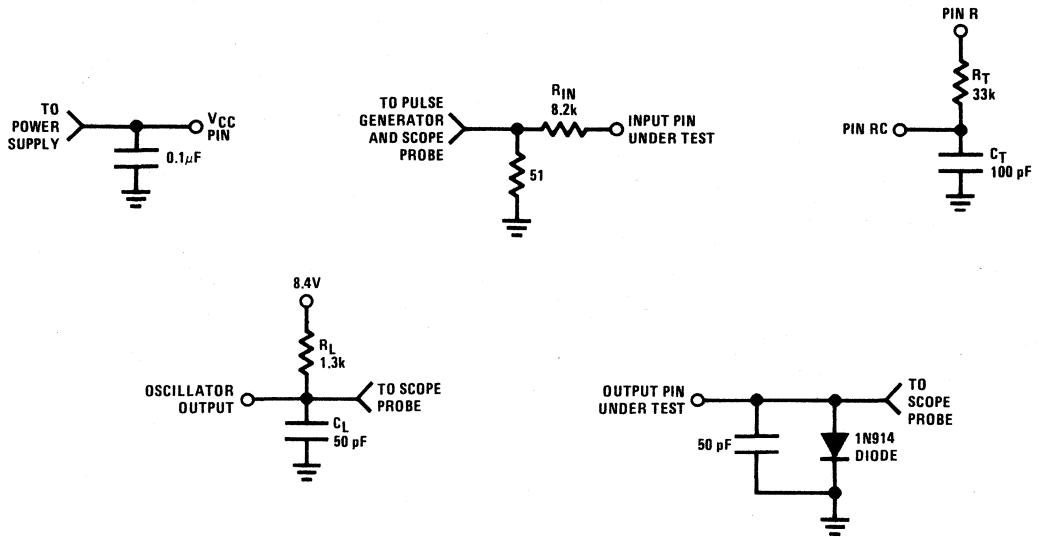 TO
POWER
SUPPLY
VCC
PIN
0.1μF
TO PULSE
GENERATOR
AND SCOPE
PROBE
RIN
8.2k
INPUT PIN
UNDER TEST
51
PIN R
RT
33k
PIN RC
CT
100 pF
8.4V
RL
1.3k
OSCILLATOR
OUTPUT
TO SCOPE
PROBE
CL
50 pF
OUTPUT PIN
UNDER TEST
TO
SCOPE
PROBE
50 pF
1N914
DIODE